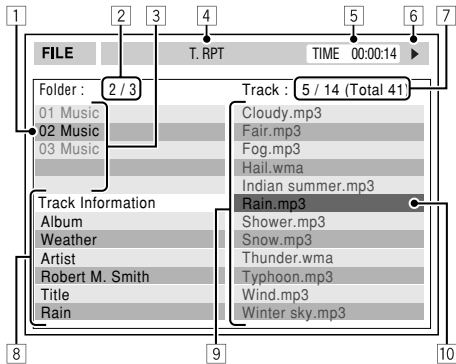 1 2 3 4 5 6 7
FILE T. RPT TIME 00:00:14
Folder : 2 / 3
Track : 5 / 14 (Total 41)
01 Music
02 Music
03 Music
Track Information
Album
Weather
Artist
Robert M. Smith
Title
Rain
Cloudy.mp3
Fair.mp3
Fog.mp3
Hail.wma
Indian summer.mp3
Rain.mp3
Shower.mp3
Snow.mp3
Thunder.wma
Typhoon.mp3
Wind.mp3
Winter sky.mp3
8 9 10